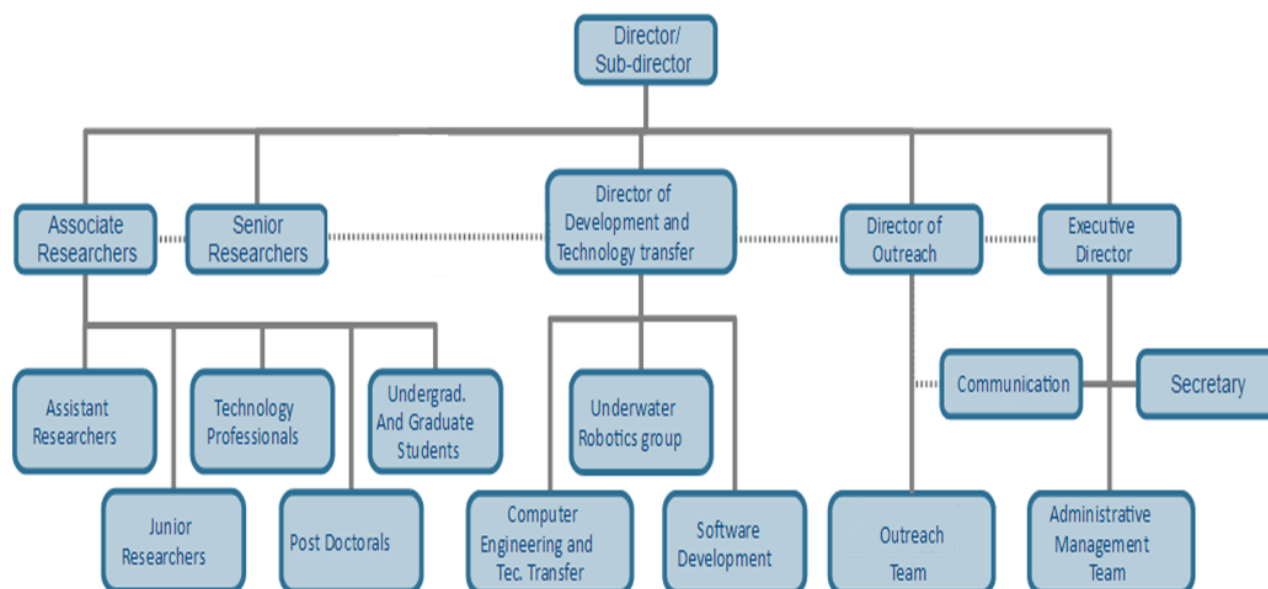 Director/
Sub-director
Associate
Researchers
Senior
Researchers
Director of
Development and
Technology transfer
Director of
Outreach
Executive
Director
Assistant
Researchers
Technology
Professionals
Undergrad.
And Graduate
Students
Underwater
Robotics group
Communication
Secretary
Junior
Researchers
Post Doctorals
Computer
Engineering and
Tec. Transfer
Software
Development
Outreach
Team
Administrative
Management
Team